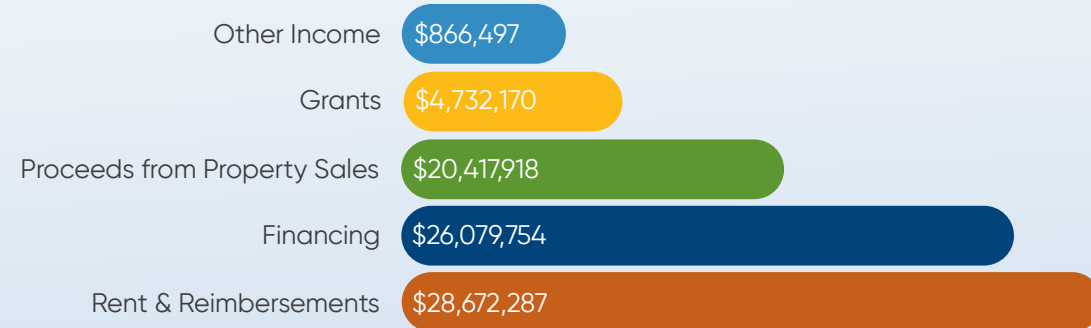 Other Income $866,497
Grants $4,732,170
Proceeds from Property Sales $20,417,918
Financing $26,079,754
Rent & Reimbersements $28,672,287